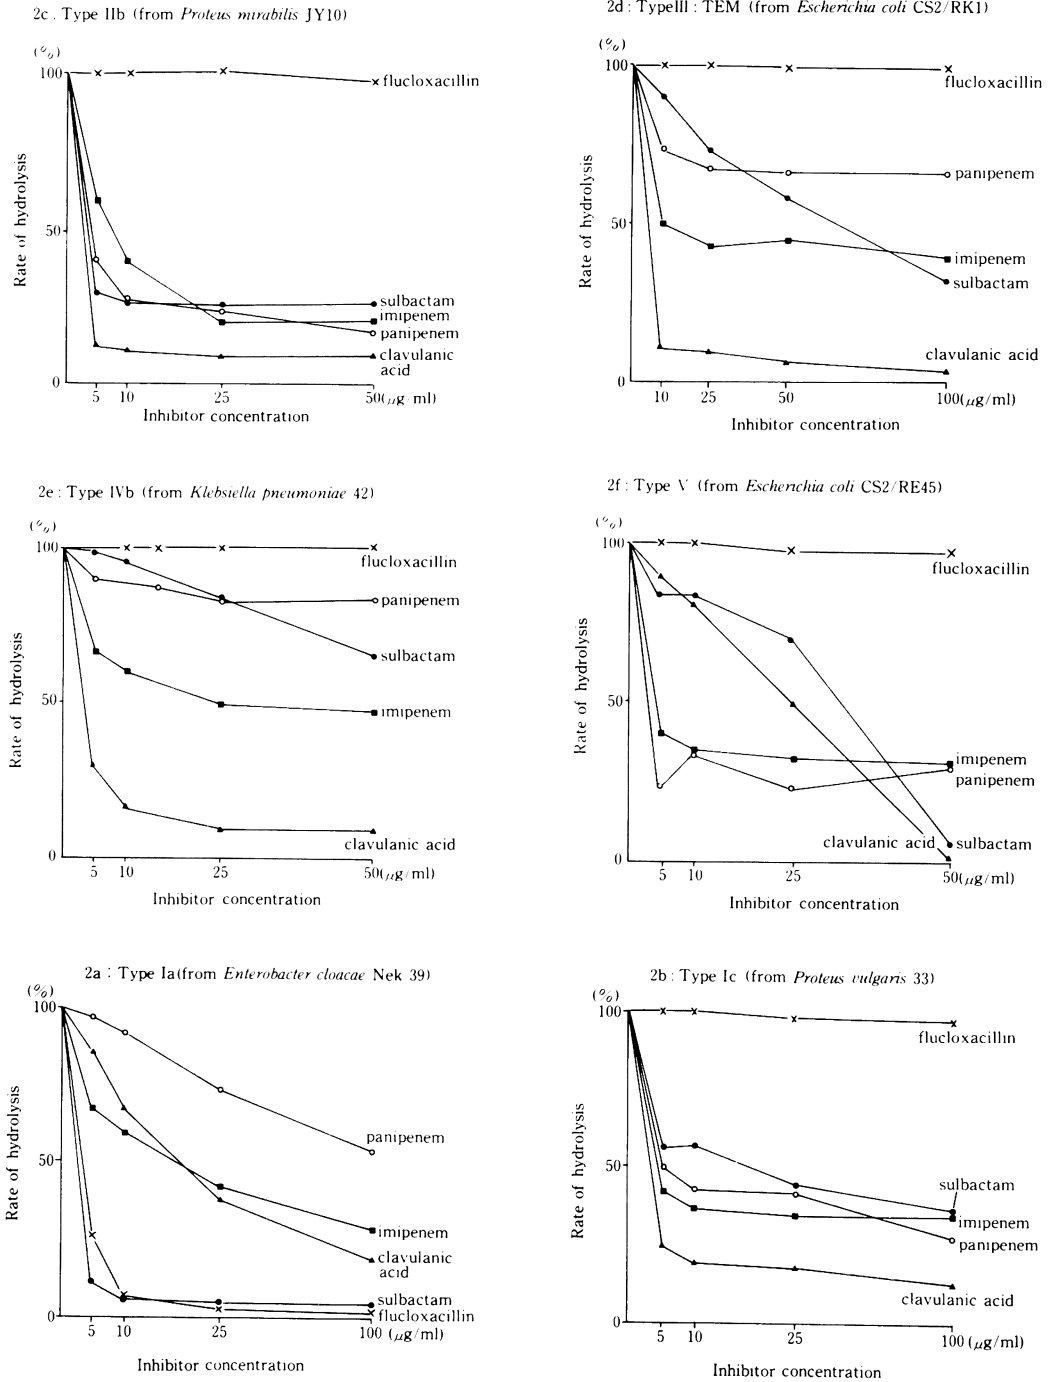 2c. Type IIb (from Proteus mirabilis JY10)
(%)
100
50
0
Rate of hydrolysis
flucloxacillin
sulbactam
imipenem
panipenem
clavulanic
acid
5 10 25 50(μg/ml)
Inhibitor concentration
2d : TypeIII : TEM (from Escherichia coli CS2/RK1)
(%)
100
50
0
Rate of hydrolysis
flucloxacillin
panipenem
imipenem
sulbactam
clavulanic acid
10 25 50 100(μg/ml)
Inhibitor concentration
2e : Type IVb (from Klebsiella pneumoniae 42)
(%)
100
50
0
Rate of hydrolysis
flucloxacillin
panipenem
sulbactam
imipenem
clavulanic acid
5 10 25 50(μg/ml)
Inhibitor concentration
2f : Type V (from Escherichia coli CS2/RE45)
(%)
100
50
0
Rate of hydrolysis
flucloxacillin
imipenem
panipenem
clavulanic acid
sulbactam
5 10 25 50(μg/ml)
Inhibitor concentration
2a : Type Ia(from Enterobacter cloacae Nek 39)
(%)
100
50
0
Rate of hydrolysis
panipenem
imipenem
clavulanic
acid
sulbactam
flucloxacillin
5 10 25 100 (μg/ml)
Inhibitor concentration
2b : Type Ic (from Proteus vulgaris 33)
(%)
100
50
0
Rate of hydrolysis
flucloxacillin
sulbactam
imipenem
panipenem
clavulanic acid
5 10 25 100 (μg/ml)
Inhibitor concentration